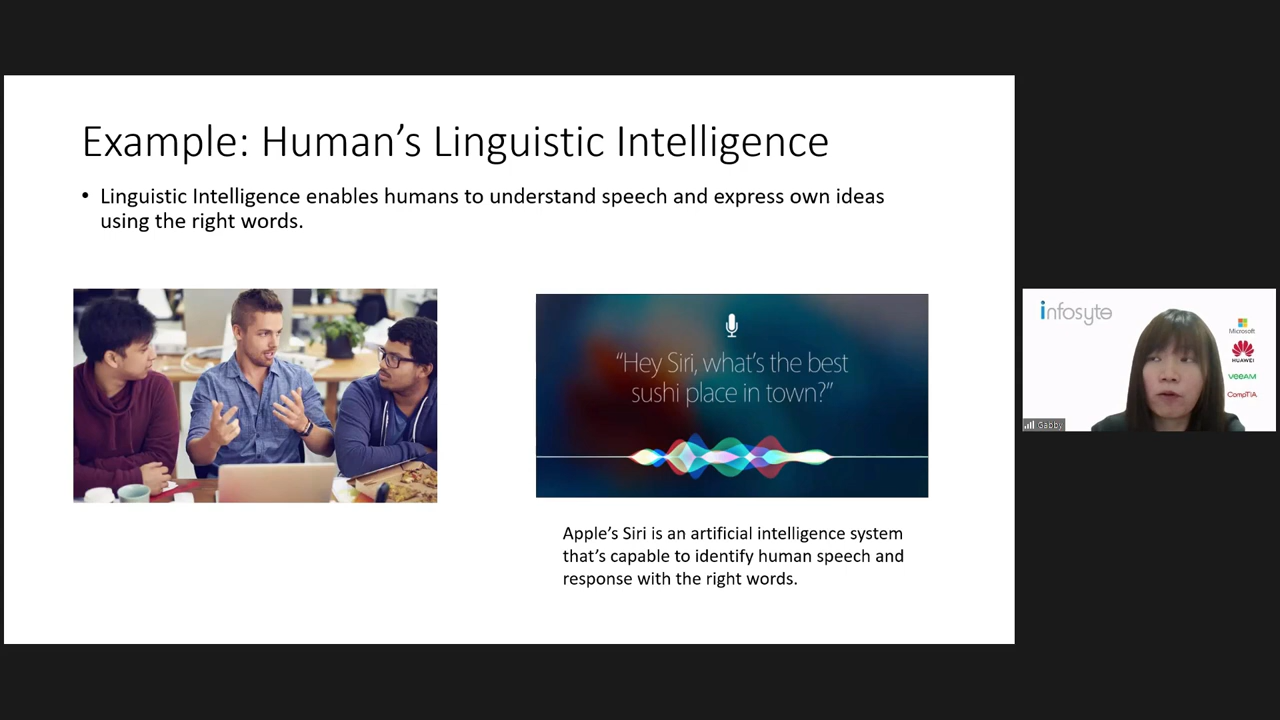 Example: Human’s Linguistic Intelligence
• Linguistic Intelligence enables humans to understand speech and express own ideas
using the right words.
“Hey Siri, what’s the best
sushi place in town?”
Apple’s Siri is an artificial intelligence system
that’s capable to identify human speech and
response with the right words.
infosyte
Microsoft
HUAWEI
veeam
CompTIA
Gabby